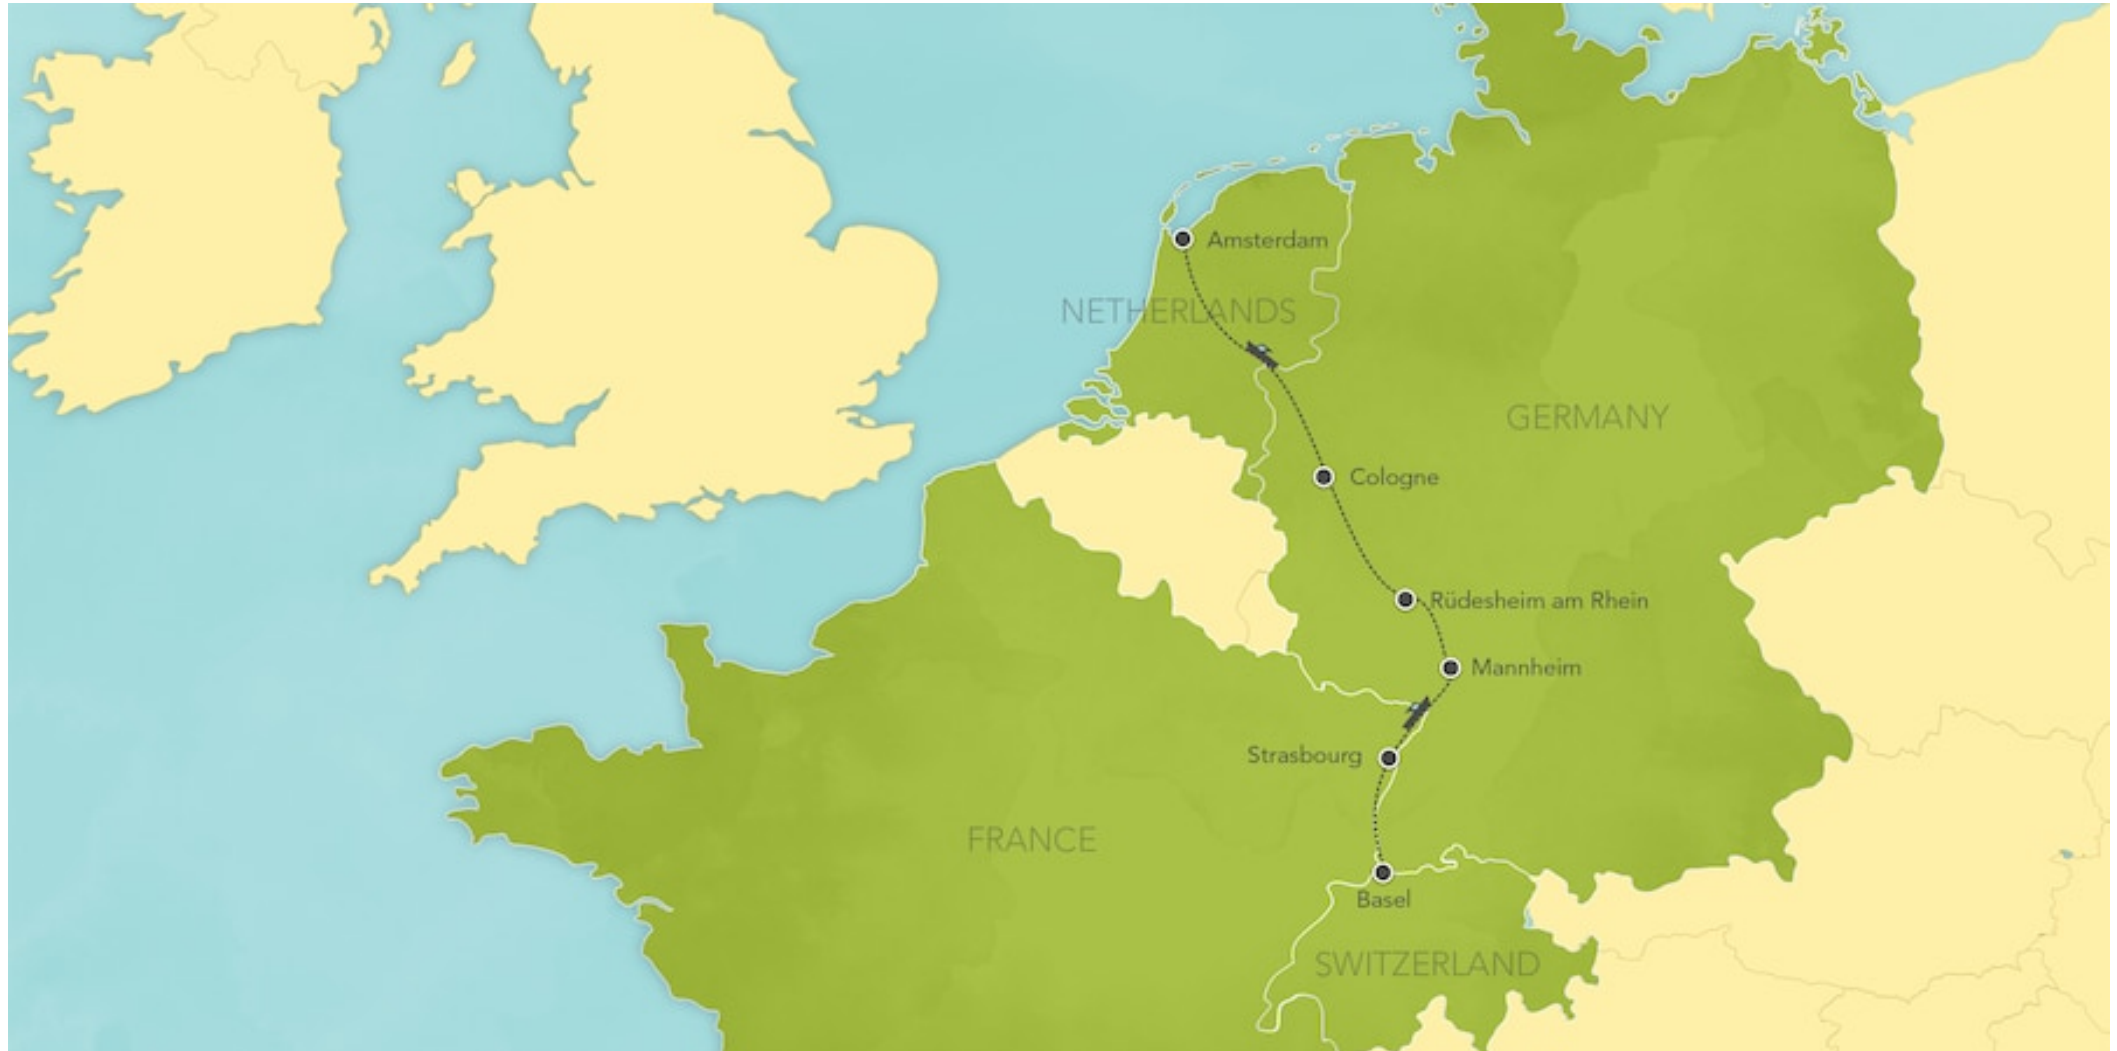 Amsterdam
NETHERLANDS
GERMANY
Cologne
Rüdesheim am Rhein
Mannheim
Strasbourg
FRANCE
Basel
SWITZERLAND